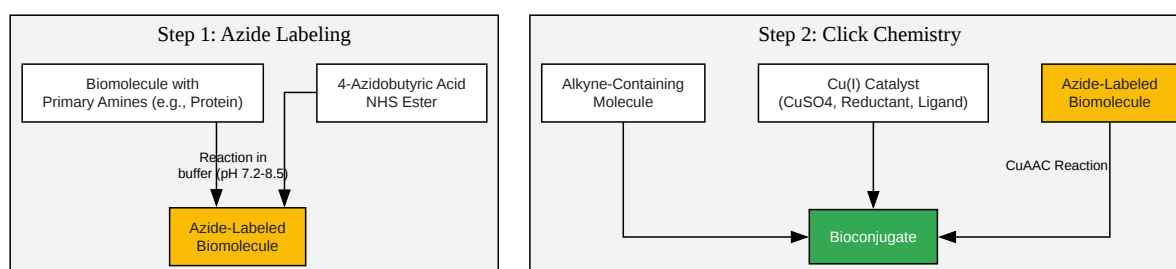 Step 1: Azide Labeling
Biomolecule with
Primary Amines (e.g., Protein)
4-Azidobutyric Acid
NHS Ester
Reaction in
buffer (pH 7.2-8.5)
Azide-Labeled
Biomolecule
Step 2: Click Chemistry
Alkyne-Containing
Molecule
Cu(I) Catalyst
(CuSO4, Reductant, Ligand)
Azide-Labeled
Biomolecule
CuAAC Reaction
Bioconjugate